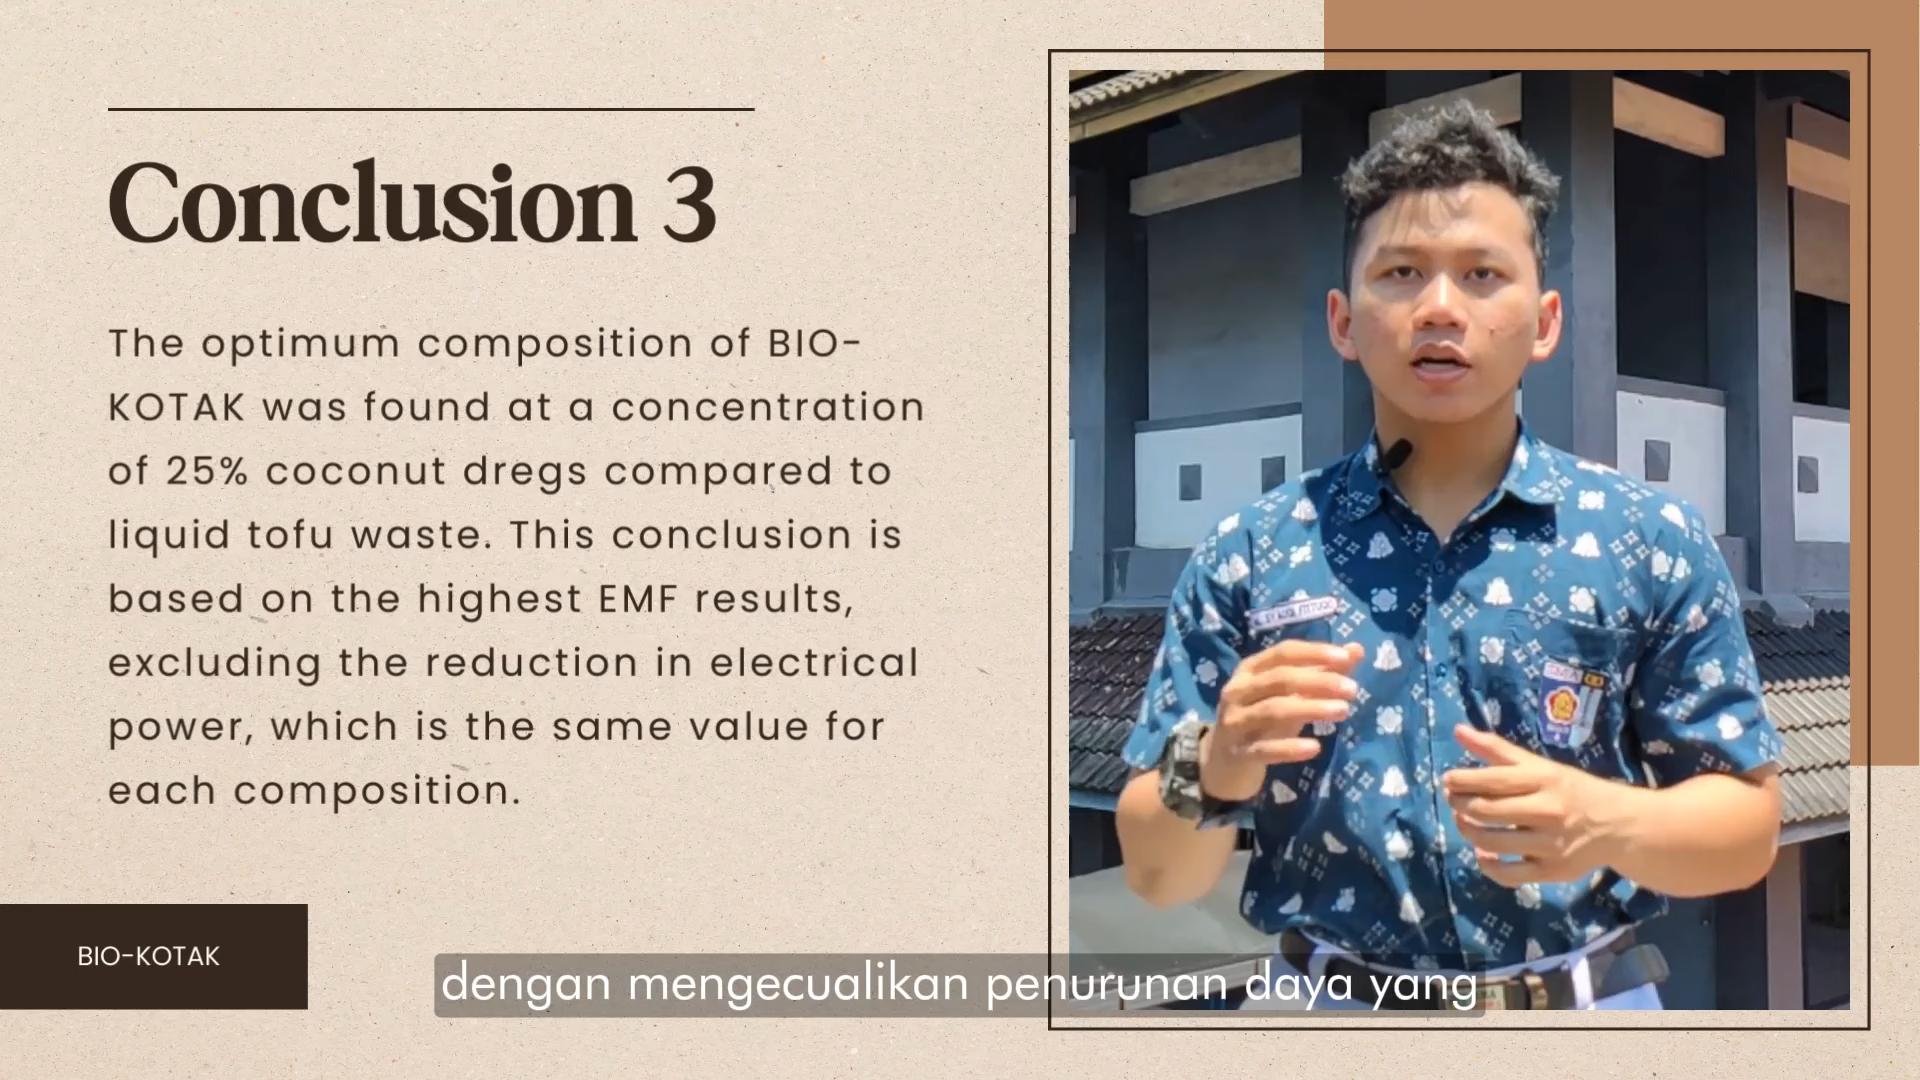 Conclusion 3
The optimum composition of BIO-
KOTAK was found at a concentration
of 25% coconut dregs compared to
liquid tofu waste. This conclusion is
based on the highest EMF results,
excluding the reduction in electrical
power, which is the same value for
each composition.
BIO-KOTAK
dengan mengecualikan penurunan daya yang